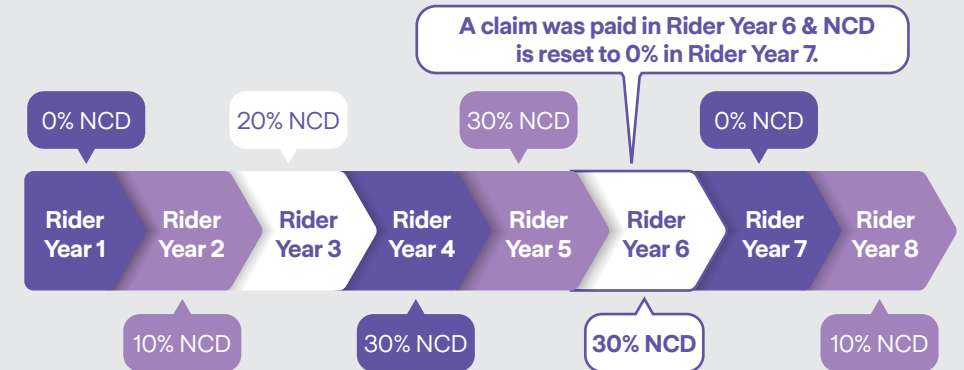 A claim was paid in Rider Year 6 & NCD
is reset to 0% in Rider Year 7.
0% NCD
20% NCD
30% NCD
0% NCD
Rider
Year 1
Rider
Year 2
Rider
Year 3
Rider
Year 4
Rider
Year 5
Rider
Year 6
Rider
Year 7
Rider
Year 8
10% NCD
30% NCD
30% NCD
10% NCD